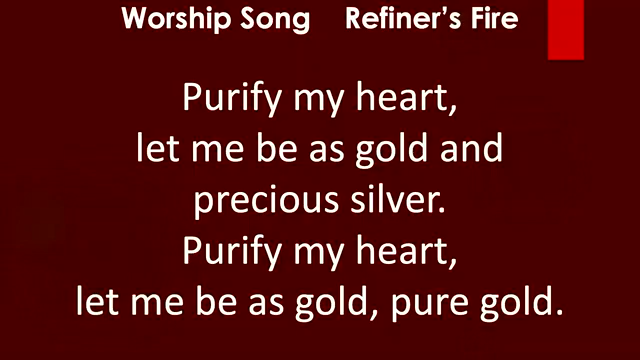 Worship Song Refiner’s Fire
Purify my heart,
let me be as gold and
precious silver.
Purify my heart,
let me be as gold, pure gold.